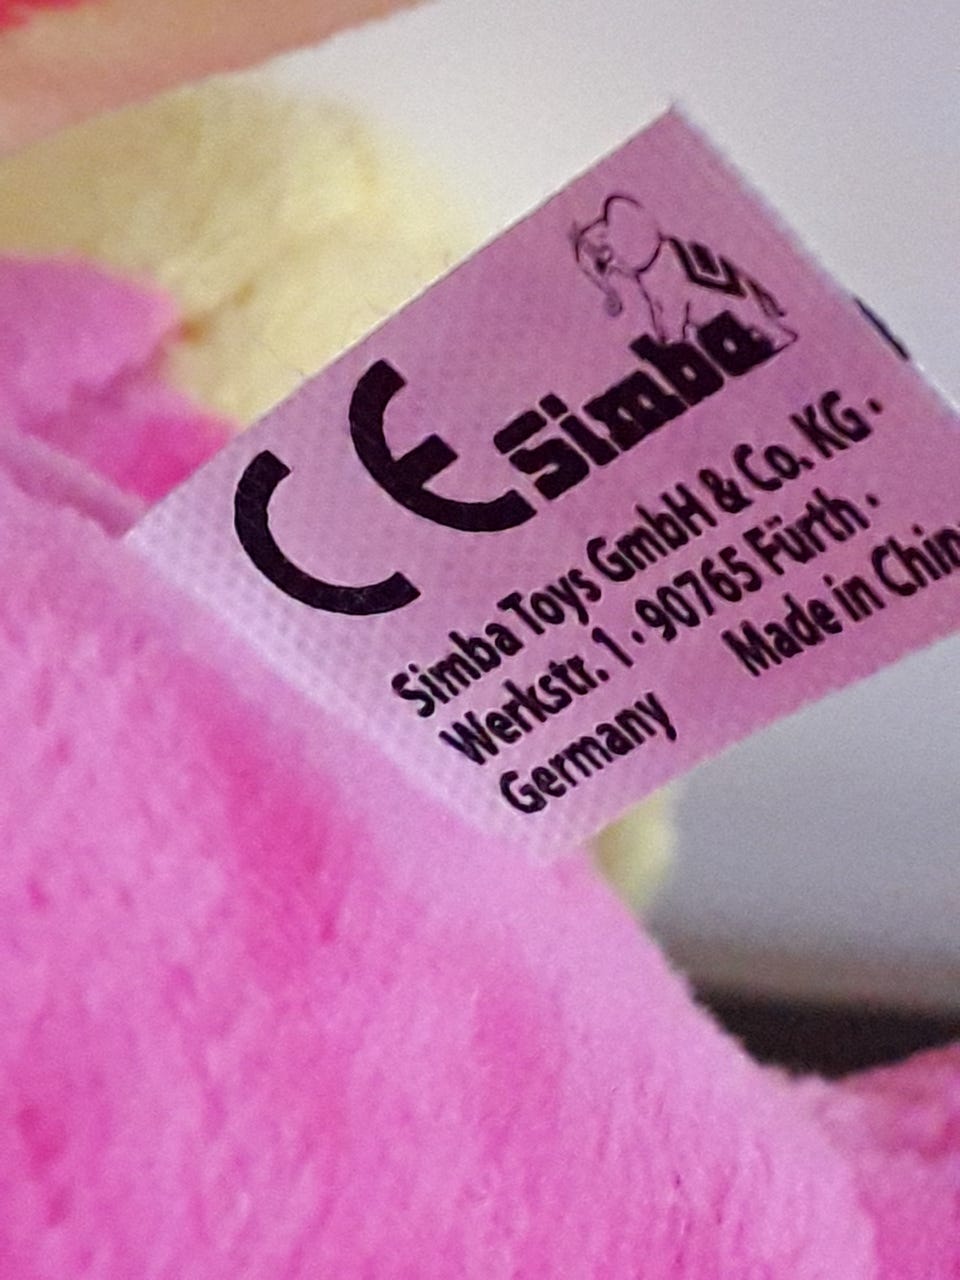 CE simba
Simba Toys GmbH & Co. KG ·
Werkstr. 1 · 90765 Fürth ·
Germany Made in Chin